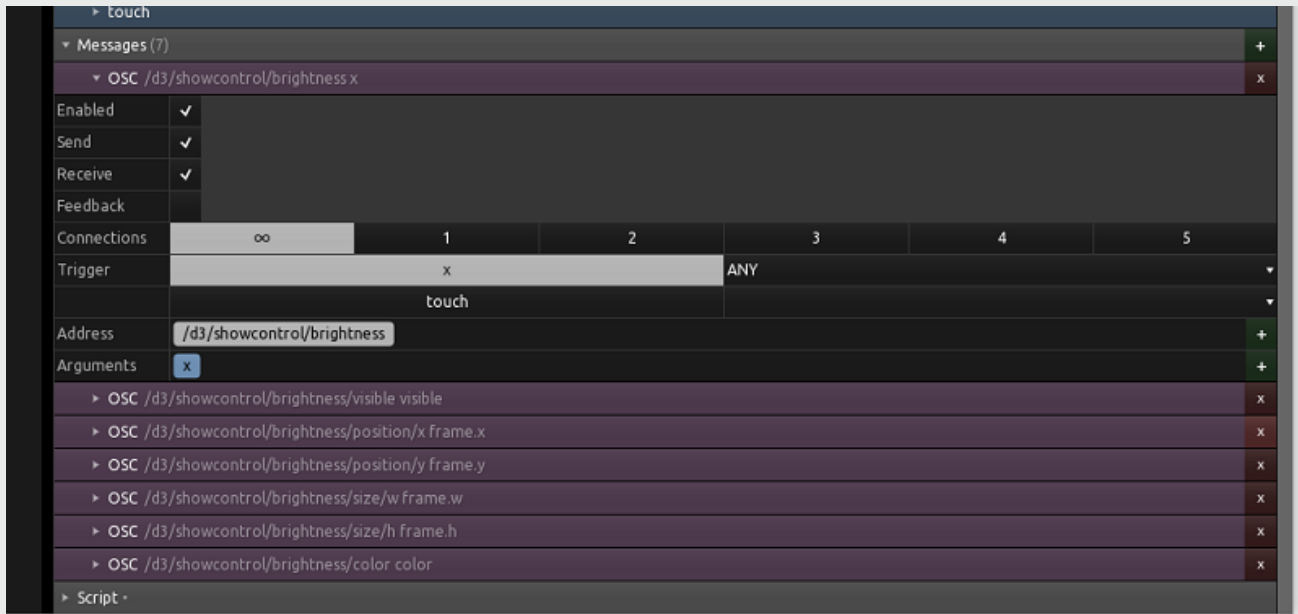 touch
Messages (7) +
OSC /d3/showcontrol/brightness x x
Enabled ✓
Send ✓
Receive ✓
Feedback
Connections ∞ 1 2 3 4 5
Trigger x ANY
touch
Address /d3/showcontrol/brightness +
Arguments x +
OSC /d3/showcontrol/brightness/visible visible x
OSC /d3/showcontrol/brightness/position/x frame.x x
OSC /d3/showcontrol/brightness/position/y frame.y x
OSC /d3/showcontrol/brightness/size/w frame.w x
OSC /d3/showcontrol/brightness/size/h frame.h x
OSC /d3/showcontrol/brightness/color color x
Script •